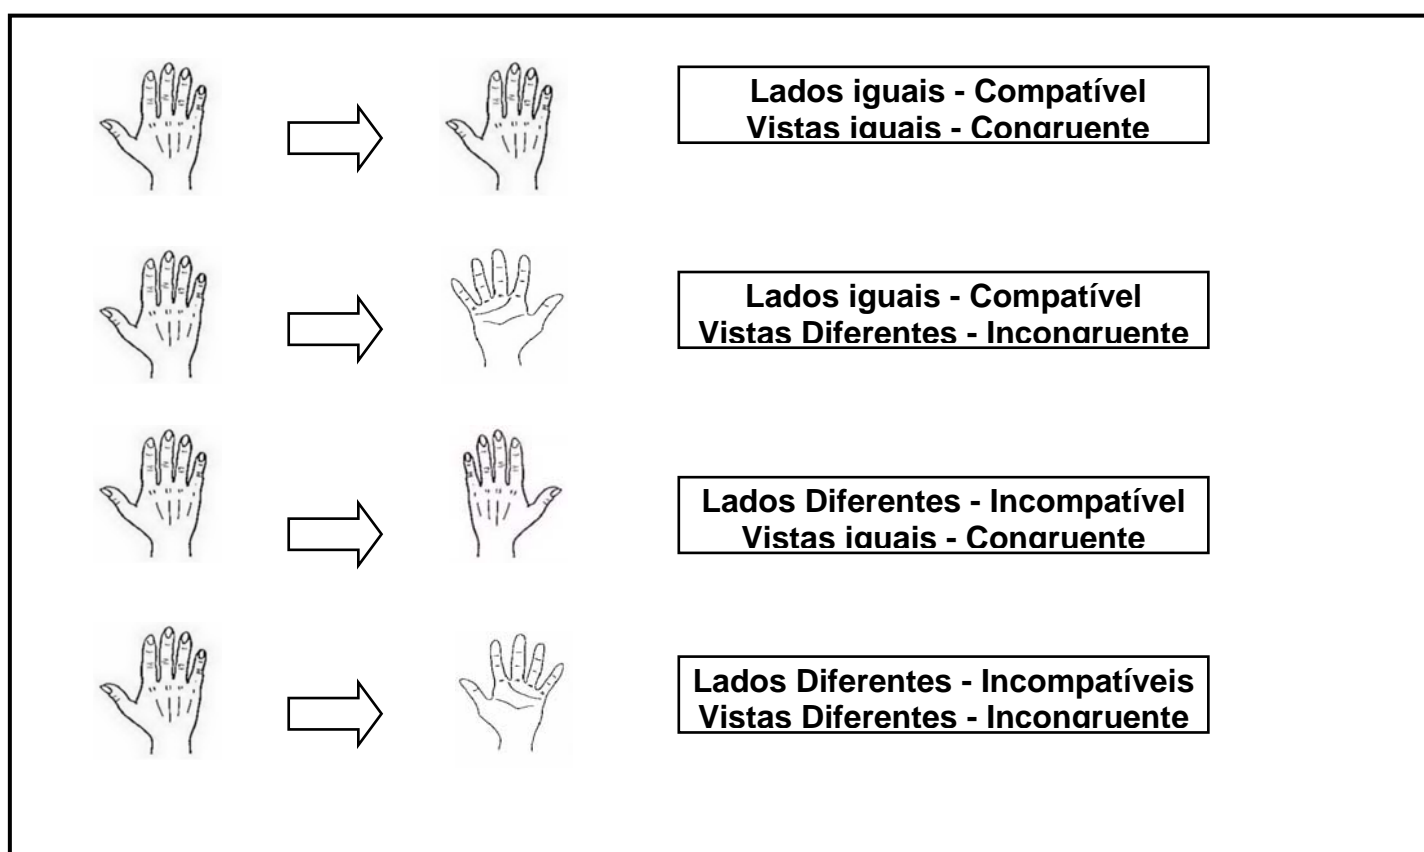 Lados iguais - Compatível
Vistas iguais - Congruente
Lados iguais - Compatível
Vistas Diferentes - Incongruente
Lados Diferentes - Incompatível
Vistas iguais - Congruente
Lados Diferentes - Incompatíveis
Vistas Diferentes - Incongruente